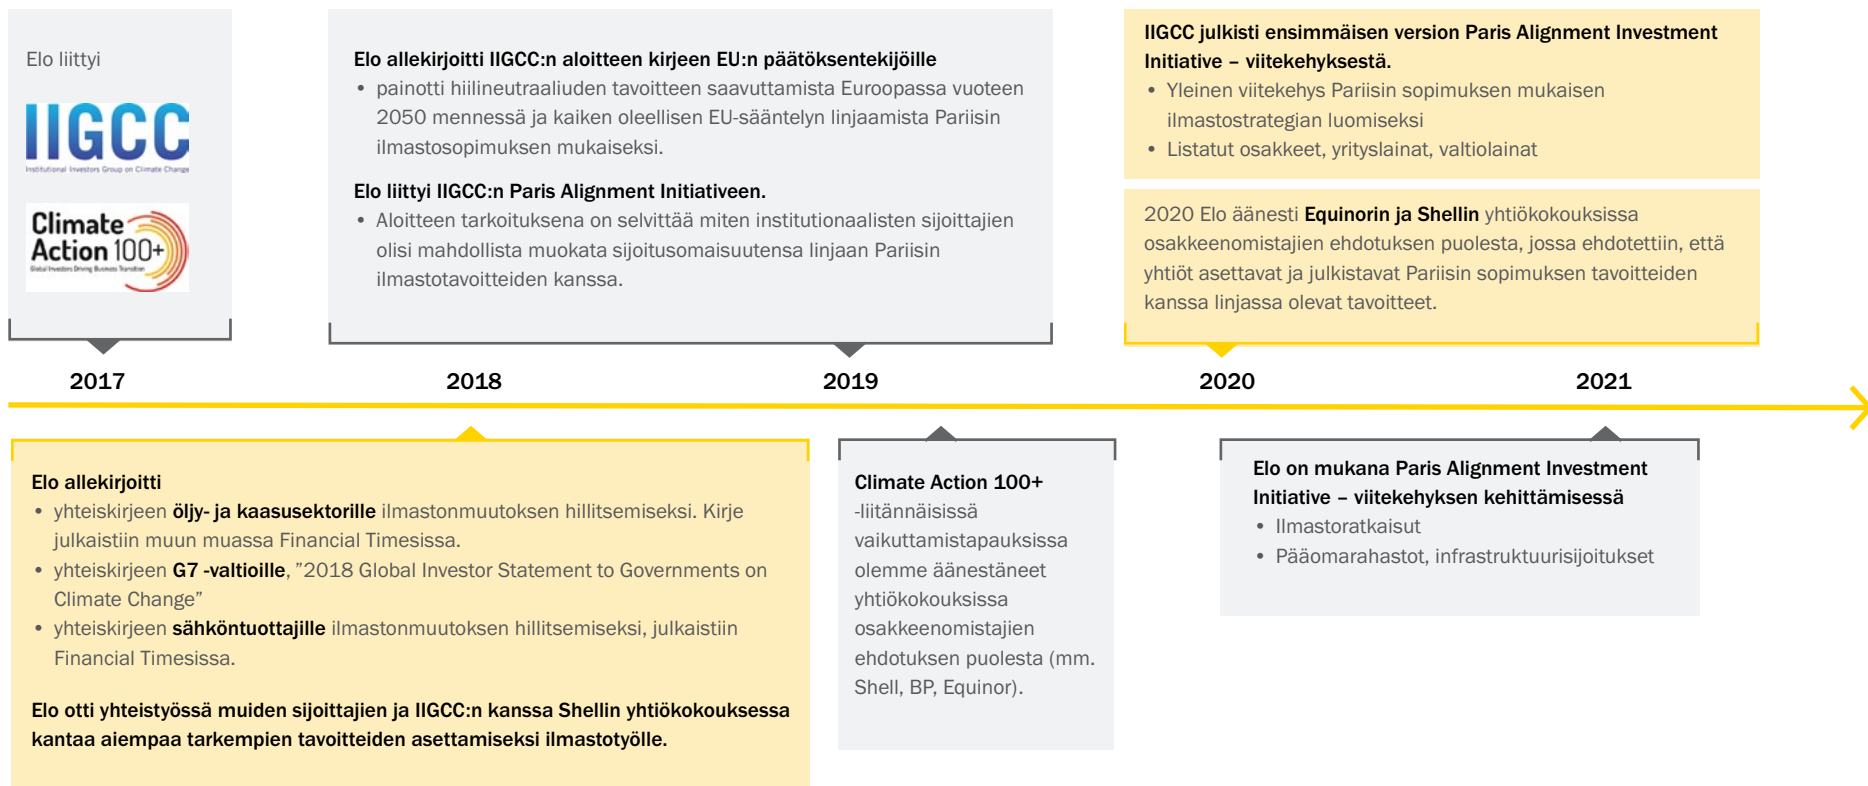 Elo liittyi
IIGCC
Institutional Investors Group on Climate Change
Climate
Action 100+
Global Investors Driving Business Transition
Elo allekirjoitti IIGCC:n aloitteen kirjeen EU:n päätöksentekijöille
• painotti hiilineutraaliuden tavoitteen saavuttamista Euroopassa vuoteen
2050 mennessä ja kaiken oleellisen EU-sääntelyn linjaamista Pariisin
ilmastosopimuksen mukaiseksi.
Elo liittyi IIGCC:n Paris Alignment Initiativeen.
• Aloitteen tarkoituksena on selvittää miten institutionaalisten sijoittajien
olisi mahdollista muokata sijoitusomaisuutensa linjaan Pariisin
ilmastotavoitteiden kanssa.
IIGCC julkisti ensimmäisen version Paris Alignment Investment
Initiative – viitekehyksestä.
• Yleinen viitekehys Pariisin sopimuksen mukaisen
ilmastostrategian luomiseksi
• Listatut osakkeet, yrityslainat, valtiolainat
2020 Elo äänesti Equinorin ja Shellin yhtiökokouksissa
osakkeenomistajien ehdotuksen puolesta, jossa ehdotettiin, että
yhtiöt asettavat ja julkistavat Pariisin sopimuksen tavoitteiden
kanssa linjassa olevat tavoitteet.
2017
2018
2019
2020
2021
Elo allekirjoitti
• yhteiskirjeen öljy- ja kaasusektorille ilmastonmuutoksen hillitsemiseksi. Kirje
julkaistiin muun muassa Financial Timesissa.
• yhteiskirjeen G7 -valtioille, ”2018 Global Investor Statement to Governments on
Climate Change”
• yhteiskirjeen sähköntuottajille ilmastonmuutoksen hillitsemiseksi, julkaistiin
Financial Timesissa.
Elo otti yhteistyössä muiden sijoittajien ja IIGCC:n kanssa Shellin yhtiökokouksessa
kantaa aiempaa tarkempien tavoitteiden asettamiseksi ilmastotyölle.
Climate Action 100+
-liitännäisissä
vaikuttamistapauksissa
olemme äänestäneet
yhtiökokouksissa
osakkeenomistajien
ehdotuksen puolesta (mm.
Shell, BP, Equinor).
Elo on mukana Paris Alignment Investment
Initiative – viitekehyksen kehittämisessä
• Ilmastoratkaisut
• Pääomarahastot, infrastruktuurisijoitukset